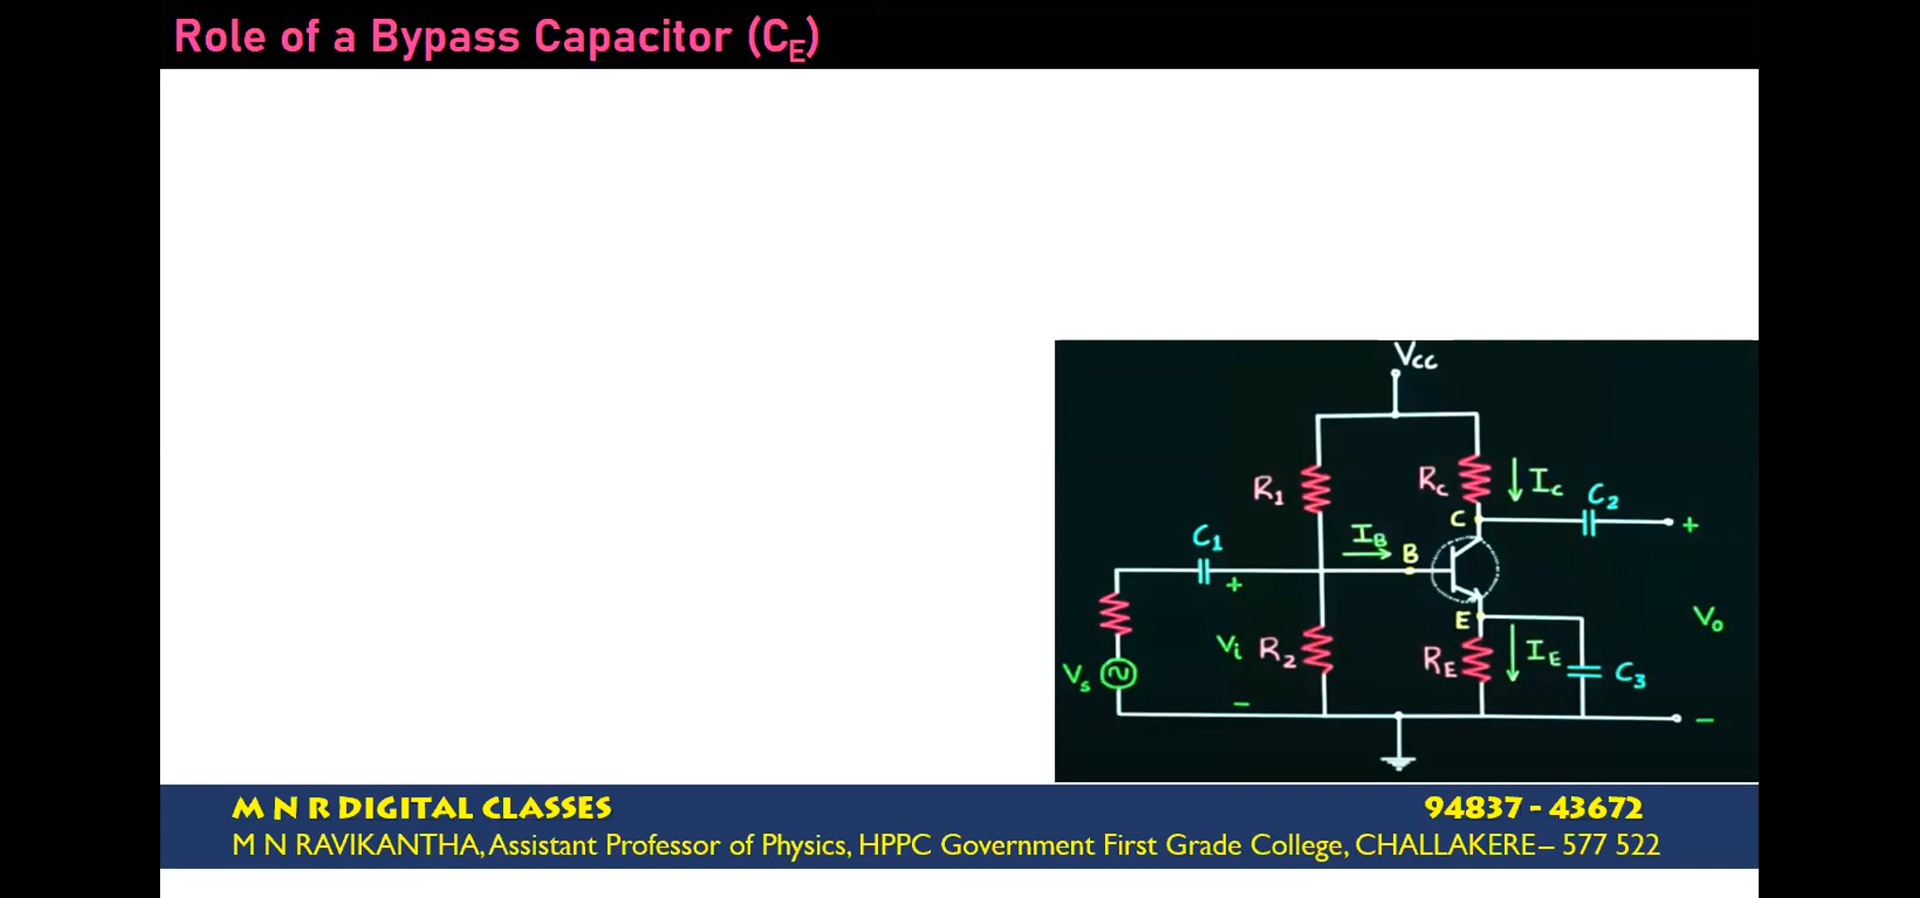 Role of a Bypass Capacitor (CE)
Vcc
R1
Rc
Ic
C2
C
+
C1
IB
B
+
E
Vo
Vi
R2
RE
IE
C3
Vs
−
−
M N R DIGITAL CLASSES
94837 - 43672
M N RAVIKANTHA, Assistant Professor of Physics, HPPC Government First Grade College, CHALLAKERE– 577 522